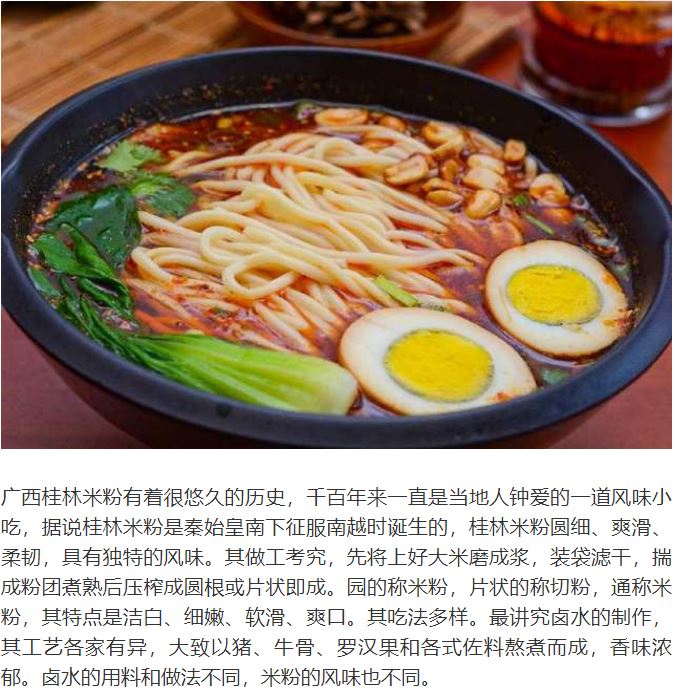 广西桂林米粉有着很悠久的历史，千百年来一直是当地人钟爱的一道风味小
吃，据说桂林米粉是秦始皇南下征服南越时诞生的，桂林米粉圆细、爽滑、
柔韧，具有独特的风味。其做工考究，先将上好大米磨成浆，装袋滤干，揣
成粉团煮熟后压榨成圆根或片状即成。园的称米粉，片状的称切粉，通称米
粉，其特点是洁白、细嫩、软滑、爽口。其吃法多样。最讲究卤水的制作，
其工艺各家有异，大致以猪、牛骨、罗汉果和各式佐料熬煮而成，香味浓
郁。卤水的用料和做法不同，米粉的风味也不同。